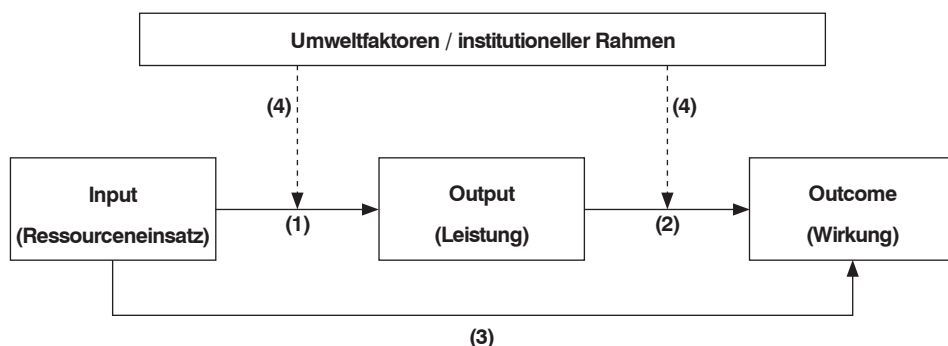 Umweltfaktoren / institutioneller Rahmen
(4)
(4)
Input
(Ressourceneinsatz)
(1)
Output
(Leistung)
(2)
Outcome
(Wirkung)
(3)